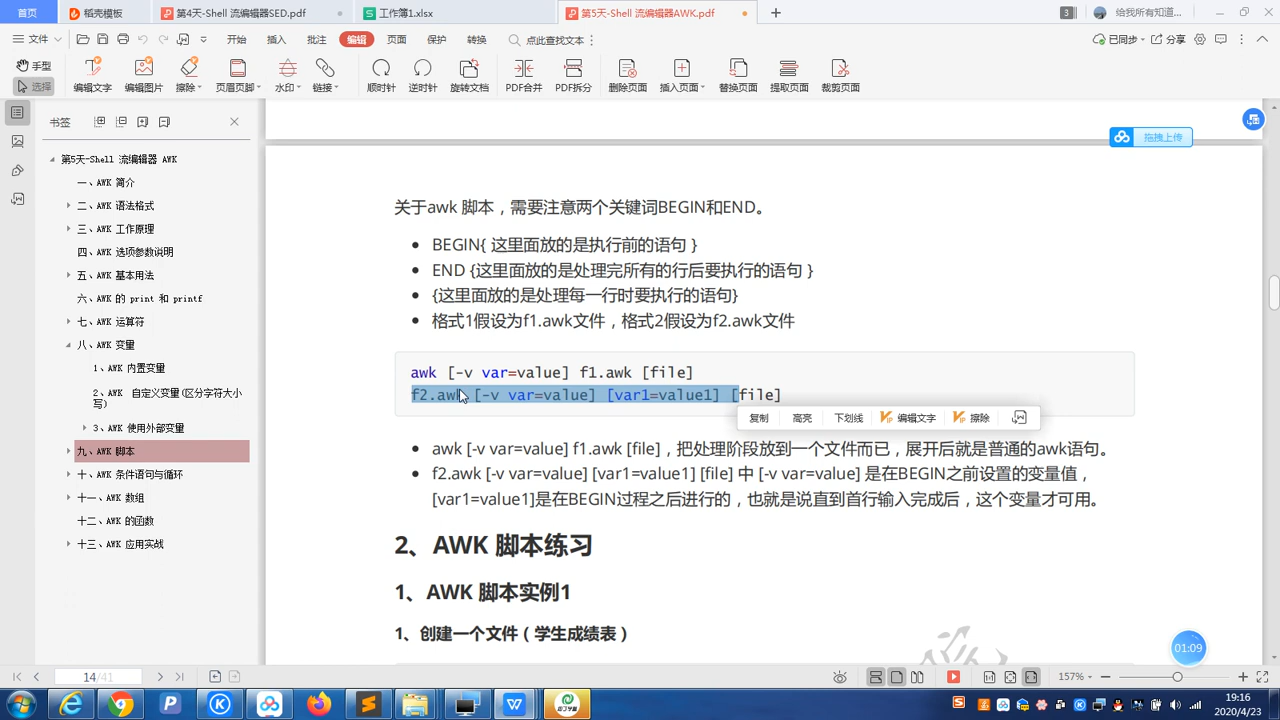 首页
稻壳模板
第4天-Shell 流编辑器SED.pdf
工作簿1.xlsx
第5天-Shell 流编辑器AWK.pdf
3
给我所有知道...
文件
开始
插入
批注
编辑
页面
保护
转换
点此查找文本
已同步
分享
手型
选择
编辑文字
编辑图片
擦除
页眉页脚
水印
链接
顺时针
逆时针
旋转文档
PDF合并
PDF拆分
删除页面
插入页面
替换页面
提取页面
裁剪页面
书签
第5天-Shell 流编辑器 AWK
一、AWK 简介
二、AWK 语法格式
三、AWK 工作原理
四、AWK 选项参数说明
五、AWK 基本用法
六、AWK 的 print 和 printf
七、AWK 运算符
八、AWK 变量
1、AWK 内置变量
2、AWK 自定义变量(区分字符大小
写)
3、AWK 使用外部变量
九、AWK 脚本
十、AWK 条件语句与循环
十一、AWK 数组
十二、AWK 的函数
十三、AWK 应用实战
拖拽上传
关于awk 脚本，需要注意两个关键词BEGIN和END。
BEGIN{ 这里面放的是执行前的语句 }
END {这里面放的是处理完所有的行后要执行的语句 }
{这里面放的是处理每一行时要执行的语句}
格式1假设为f1.awk文件，格式2假设为f2.awk文件
awk [-v var=value] f1.awk [file]
f2.awk [-v var=value] [var1=value1] [file]
复制
高亮
下划线
编辑文字
擦除
awk [-v var=value] f1.awk [file]，把处理阶段放到一个文件而已，展开后就是普通的awk语句。
f2.awk [-v var=value] [var1=value1] [file] 中 [-v var=value] 是在BEGIN之前设置的变量值，
[var1=value1]是在BEGIN过程之后进行的，也就是说直到首行输入完成后，这个变量才可用。
2、AWK 脚本练习
1、AWK 脚本实例1
1、创建一个文件（学生成绩表）
01:09
14/41
157%
19:16
2020/4/23